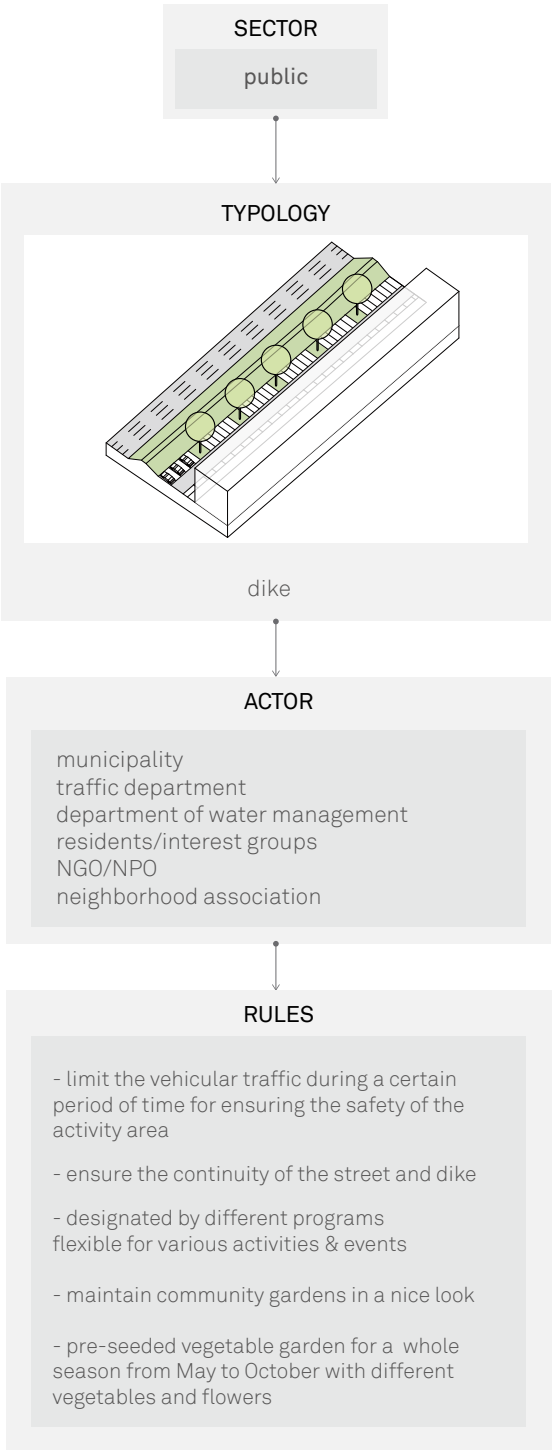 SECTOR
public
TYPOLOGY
dike
ACTOR
municipality
traffic department
department of water management
residents/interest groups
NGO/NPO
neighborhood association
RULES
- limit the vehicular traffic during a certain
period of time for ensuring the safety of the
activity area
- ensure the continuity of the street and dike
- designated by different programs
flexible for various activities & events
- maintain community gardens in a nice look
- pre-seeded vegetable garden for a whole
season from May to October with different
vegetables and flowers